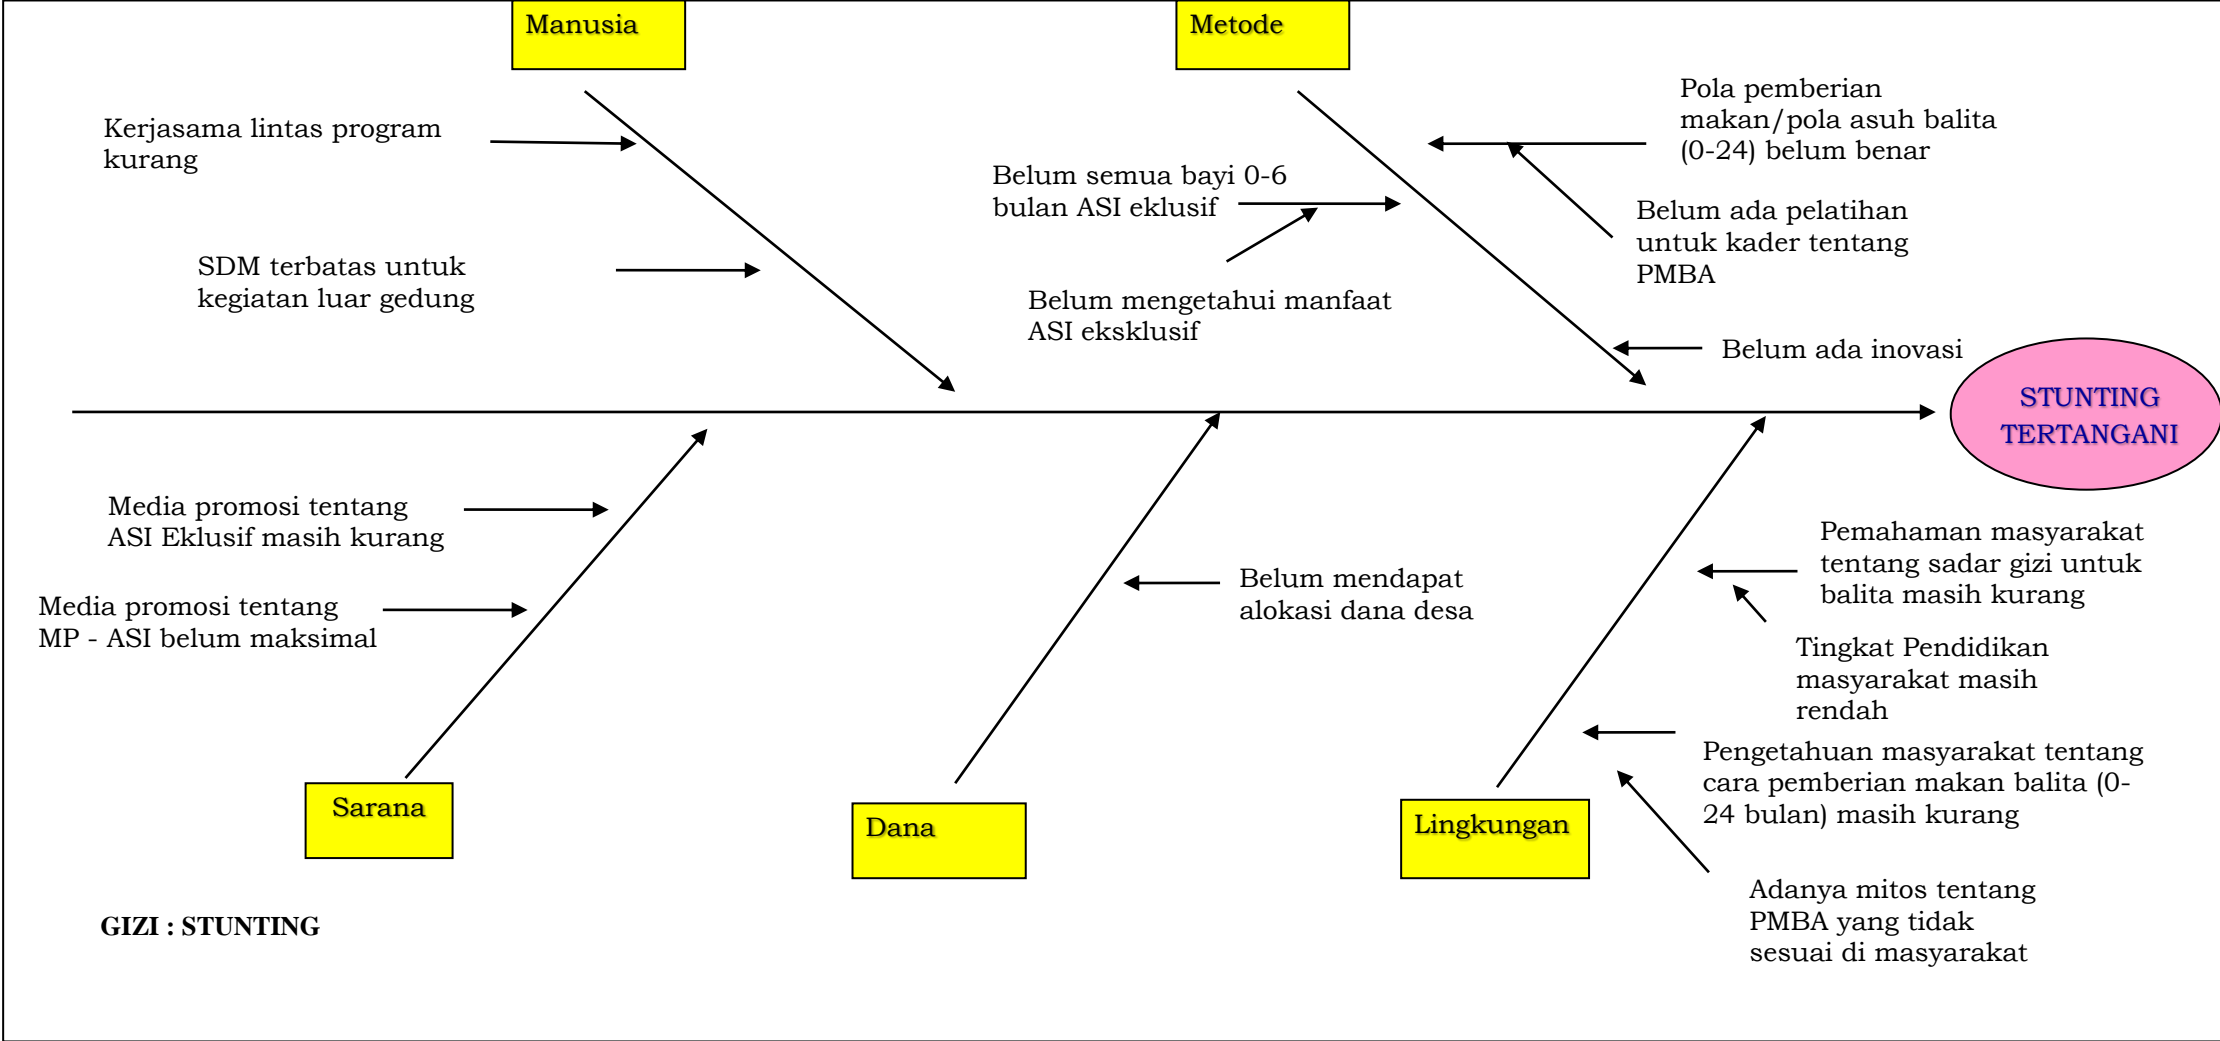 Manusia
Metode
Kerjasama lintas program
kurang
SDM terbatas untuk
kegiatan luar gedung
Belum semua bayi 0-6
bulan ASI eklusif
Belum mengetahui manfaat
ASI eksklusif
Pola pemberian
makan/pola asuh balita
(0-24) belum benar
Belum ada pelatihan
untuk kader tentang
PMBA
Belum ada inovasi
STUNTING
TERTANGANI
Media promosi tentang
ASI Eklusif masih kurang
Media promosi tentang
MP - ASI belum maksimal
Belum mendapat
alokasi dana desa
Pemahaman masyarakat
tentang sadar gizi untuk
balita masih kurang
Tingkat Pendidikan
masyarakat masih
rendah
Pengetahuan masyarakat tentang
cara pemberian makan balita (0-
24 bulan) masih kurang
Adanya mitos tentang
PMBA yang tidak
sesuai di masyarakat
Sarana
Dana
Lingkungan
GIZI : STUNTING